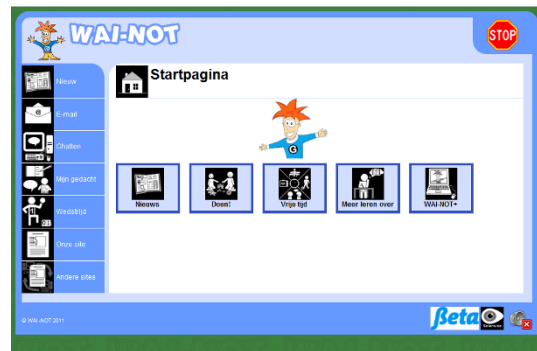 WAI-NOT
STOP
Startpagina
Nieuw
E-mail
Chatten
Mijn gedacht
Wedstrijd
Onze site
Andere sites
G
Nieuws
Doen!
Vrije tijd
Meer leren over
WAI-NOT+
© WAI-NOT 2011
βeta